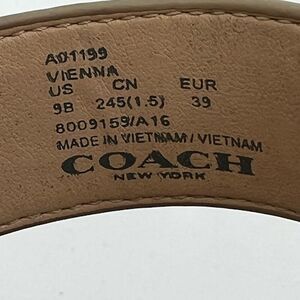 A01199
VIENNA
US CN EUR
9B 245(1.5) 39
8009159/A16
MADE IN VIETNAM / VIETNAM
COACH
NEW YORK